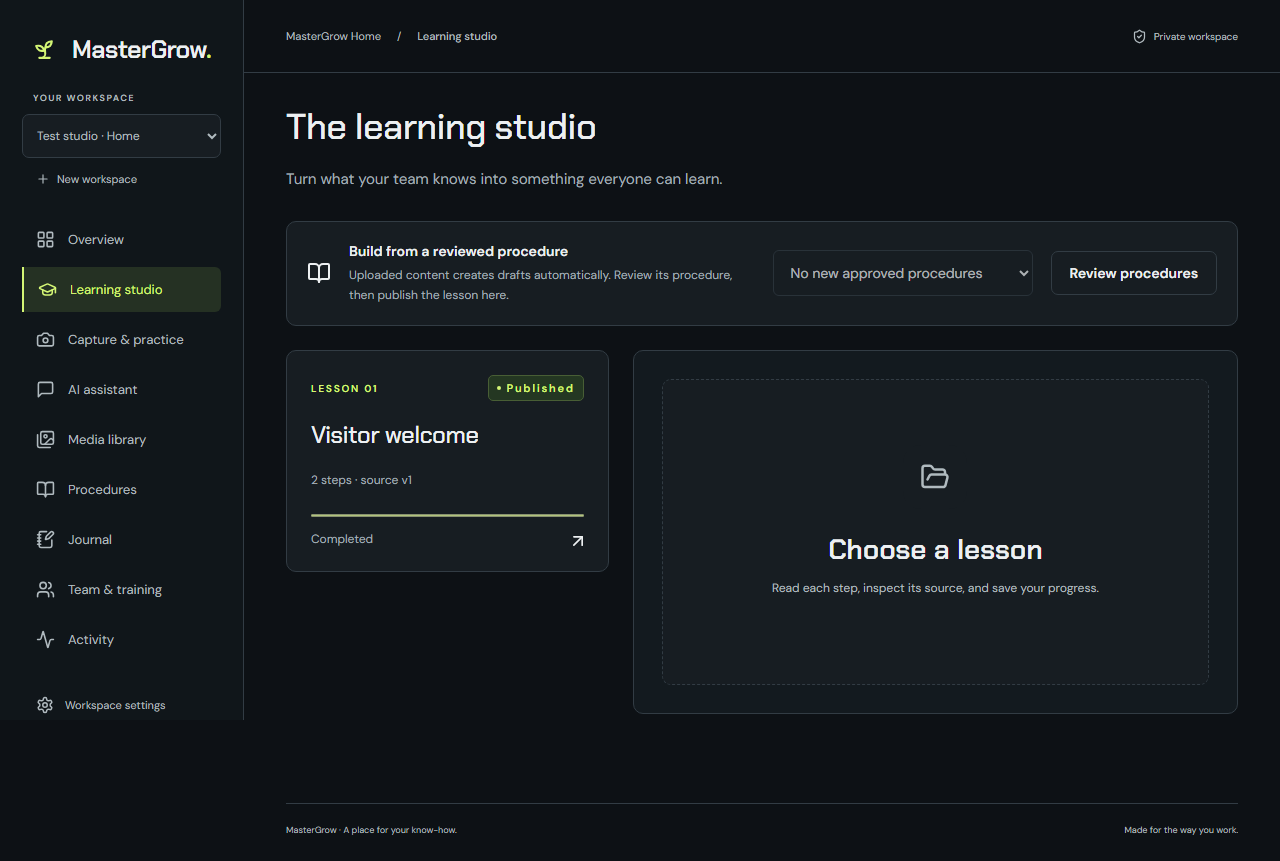 MasterGrow.
YOUR WORKSPACE
Test studio · Home
New workspace
Overview
Learning studio
Capture & practice
AI assistant
Media library
Procedures
Journal
Team & training
Activity
Workspace settings
MasterGrow Home / Learning studio
Private workspace
The learning studio
Turn what your team knows into something everyone can learn.
Build from a reviewed procedure
Uploaded content creates drafts automatically. Review its procedure,
then publish the lesson here.
No new approved procedures
Review procedures
LESSON 01
Published
Visitor welcome
2 steps · source v1
Completed
Choose a lesson
Read each step, inspect its source, and save your progress.
MasterGrow · A place for your know-how.
Made for the way you work.